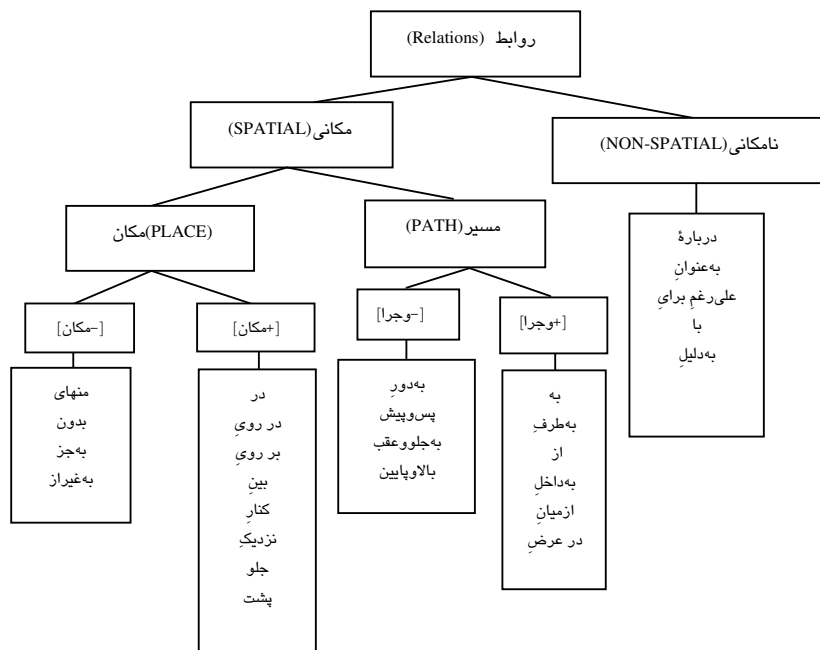 روابط (Relations)
مکانی(SPATIAL)
نامکانی(NON-SPATIAL)
مکان(PLACE)
مسیر(PATH)
[−مکان]
[+مکان]
[−وجرا]
[+وجرا]
دربارۀ
به‌عنوانِ
علی‌رغمِ برایِ
با
به‌دلیلِ
منهای
بدون
به‌جز
به‌غیراز
در
در رویِ
بر رویِ
بینِ
کنارِ
نزدیکِ
جلو
پشت
به‌دورِ
پس‌وپیش
به‌جلووعقب
بالاوپایین
به
به‌طرفِ
از
به‌داخلِ
ازمیانِ
در عرضِ